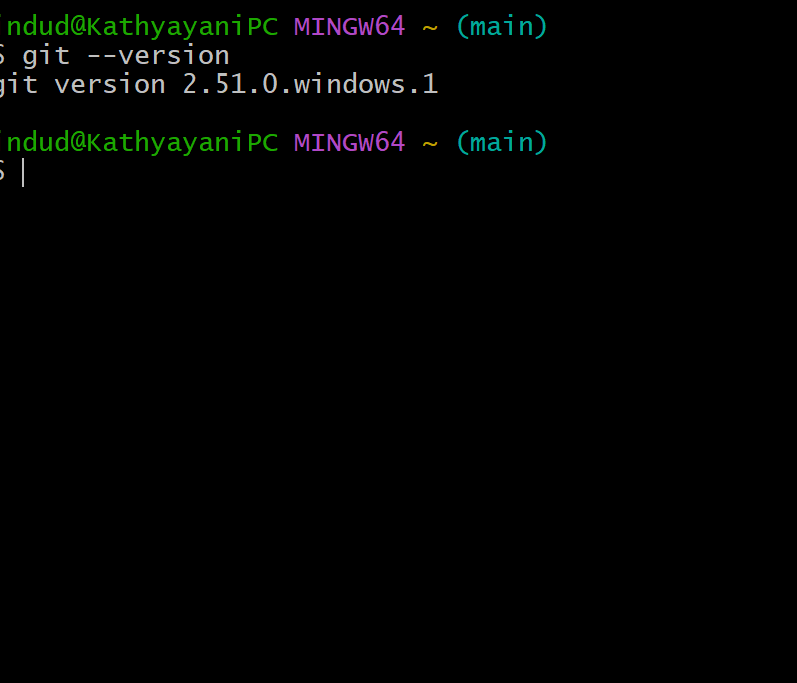 ndud@KathyayaniPC MINGW64 ~ (main)
$ git --version
git version 2.51.0.windows.1
ndud@KathyayaniPC MINGW64 ~ (main)
$